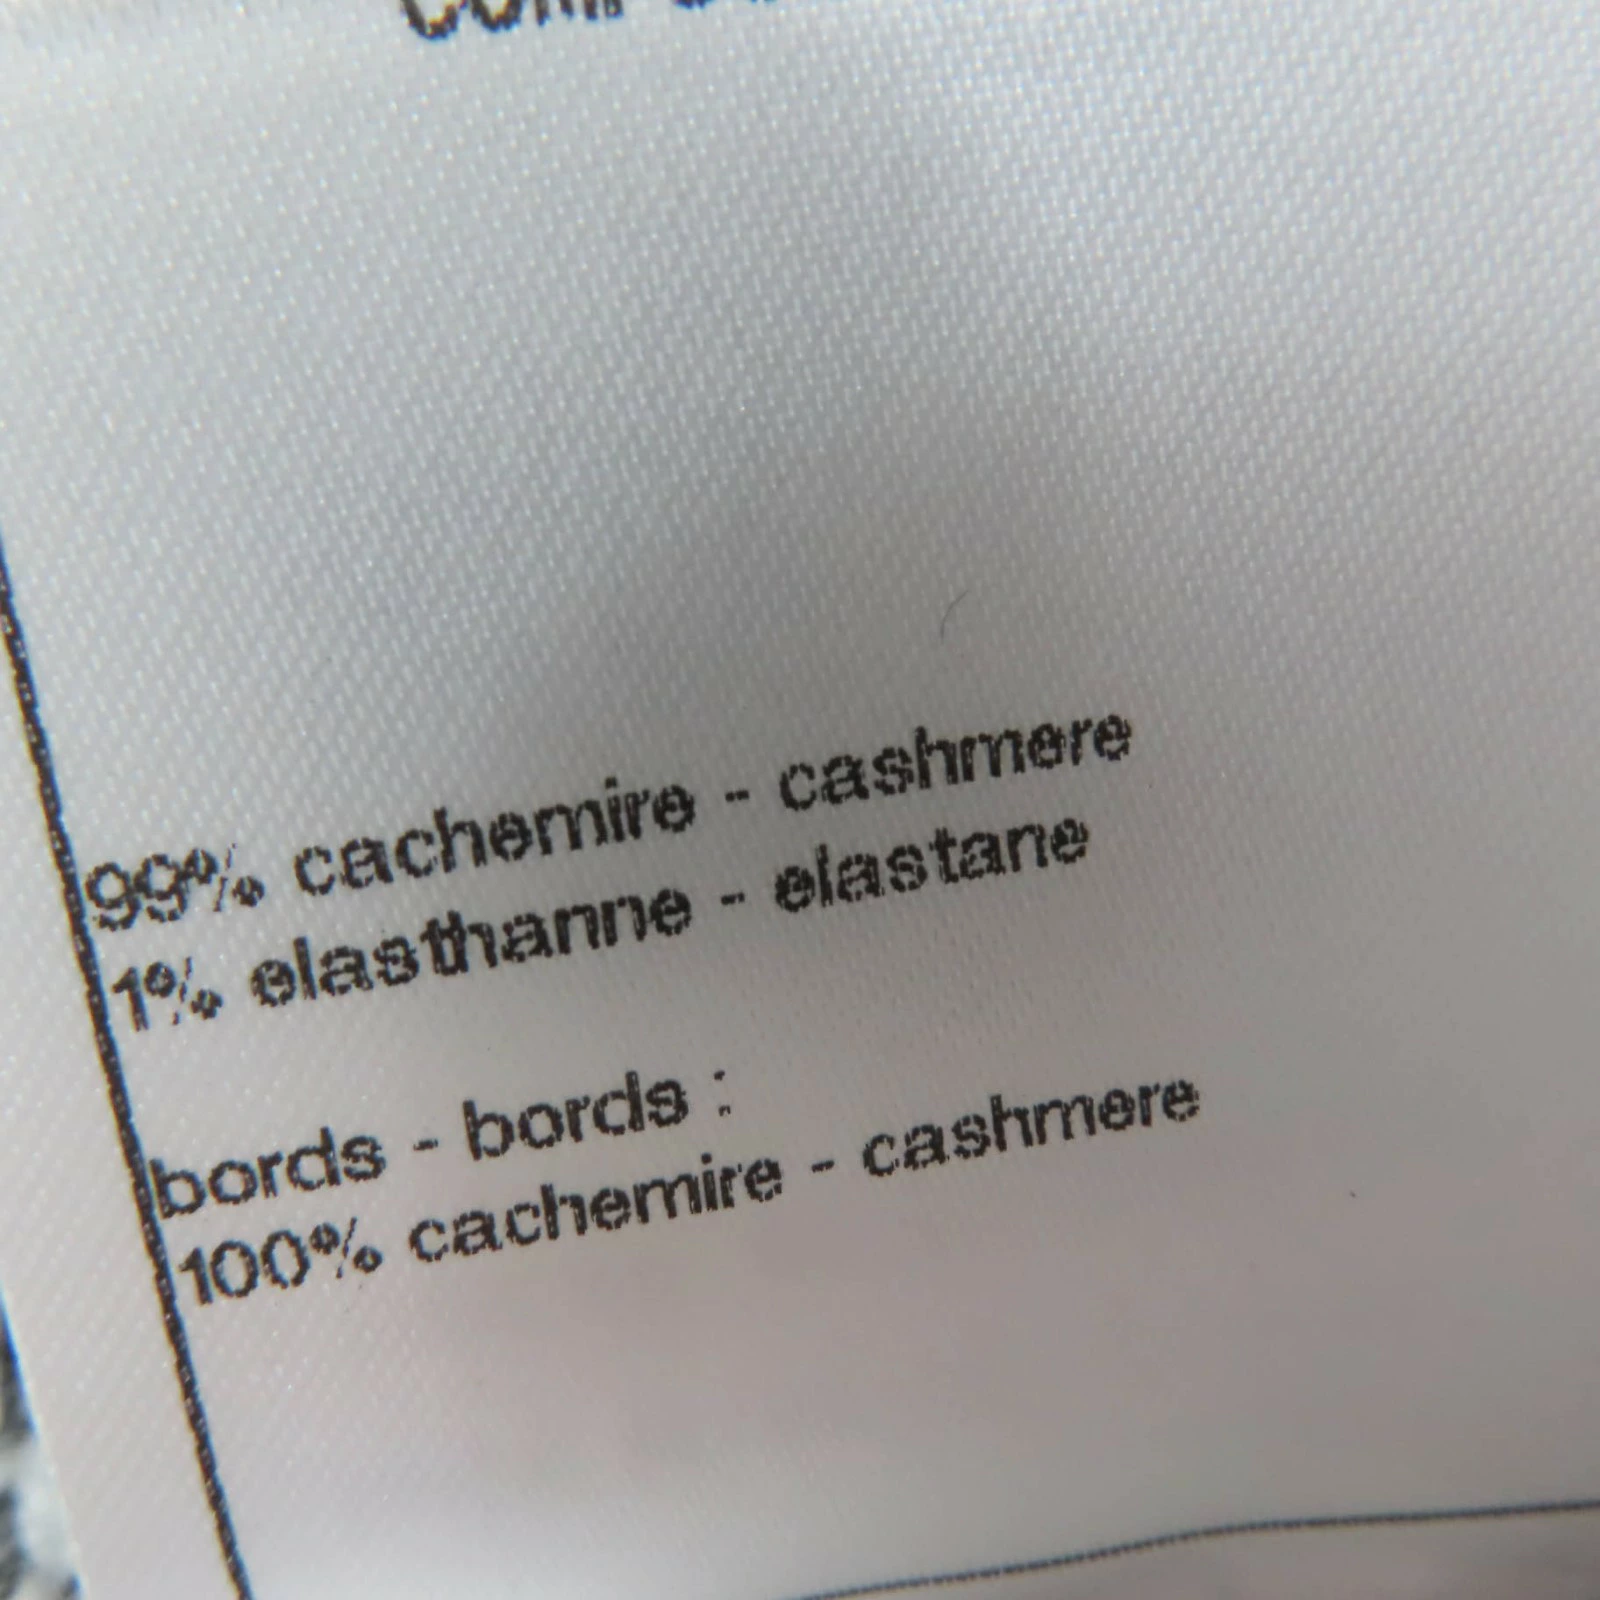 99% cachemire - cashmere
1% elasthanne - elastane
bords - bords :
100% cachemire - cashmere